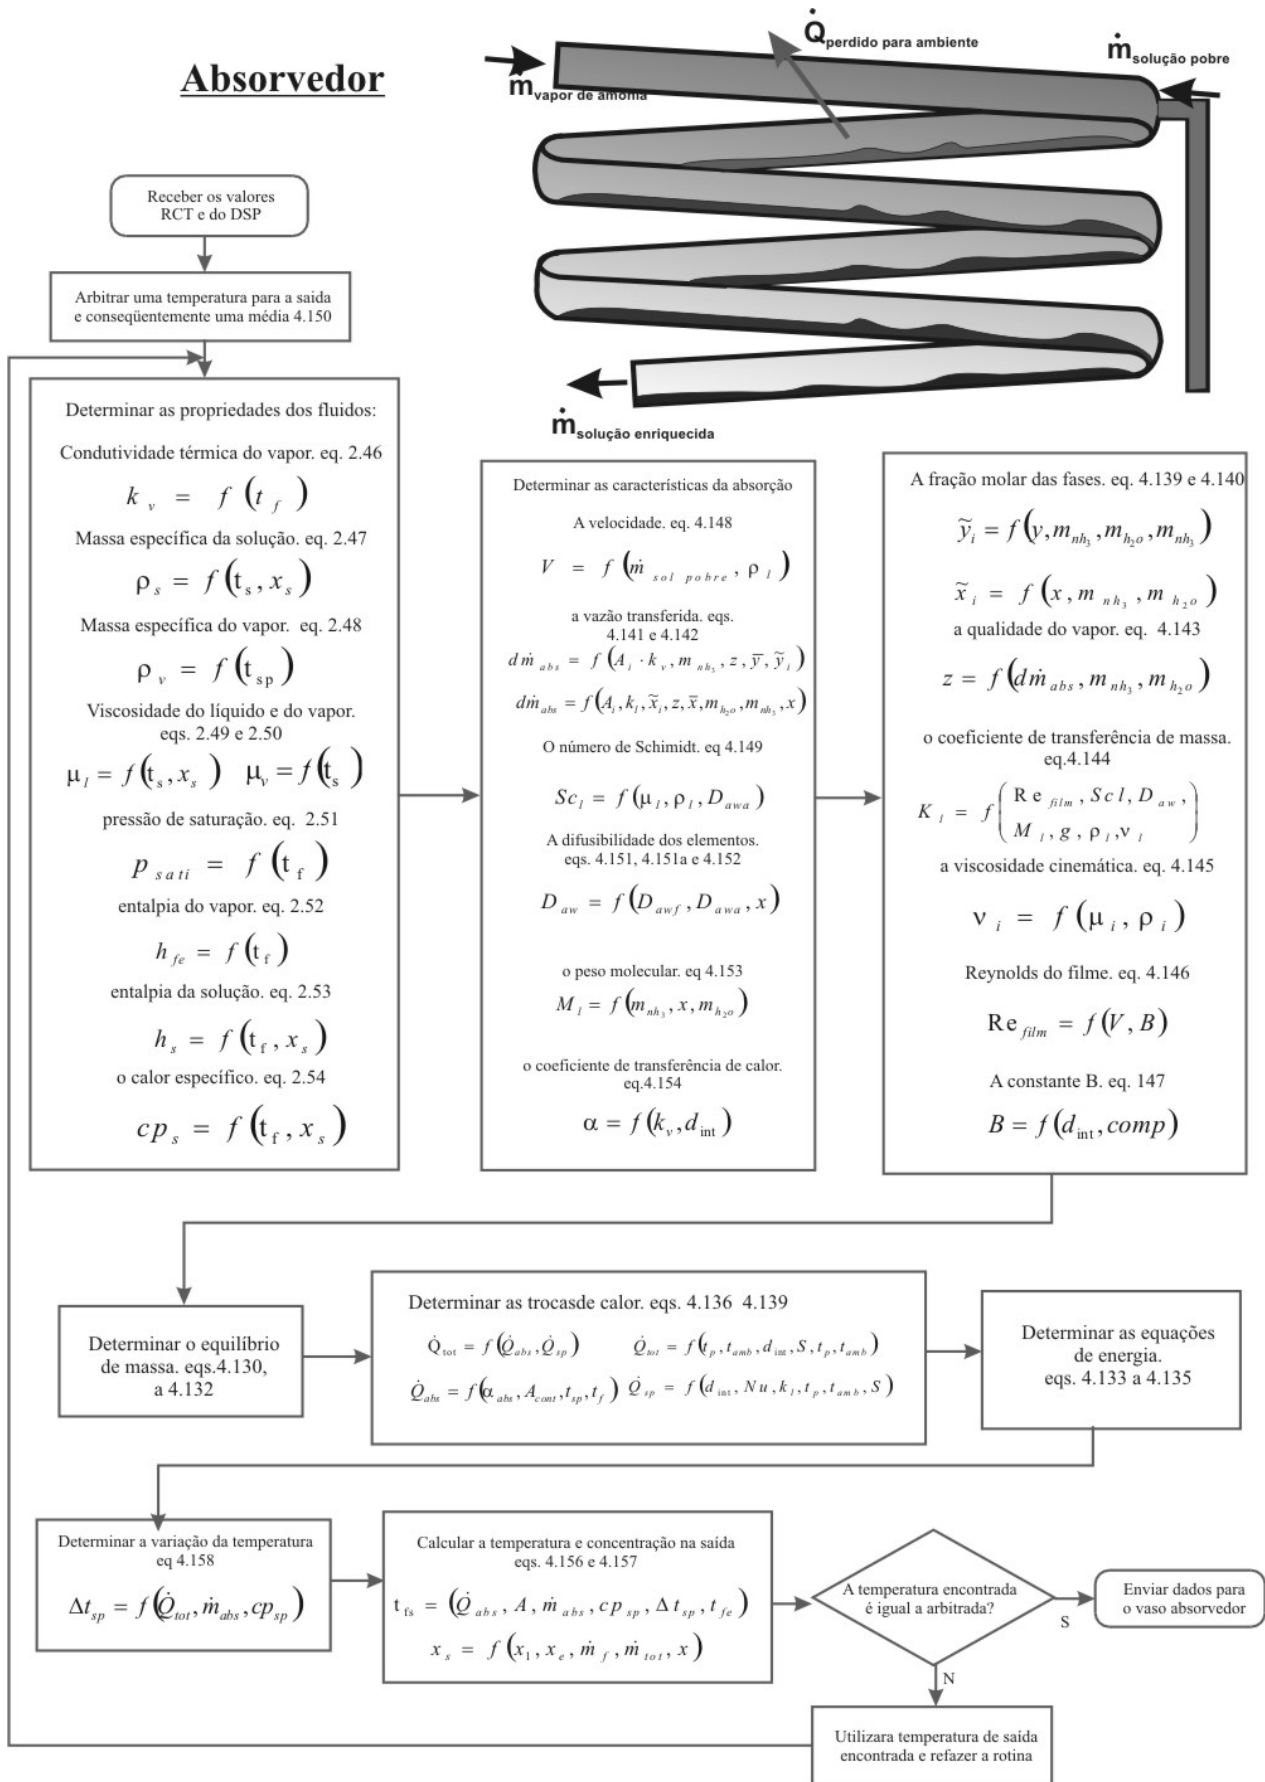 Absorvedor
Q̇ perdido para ambiente
ṁ vapor de amônia
ṁ solução pobre
ṁ solução enriquecida
Receber os valores
RCT e do DSP
Arbitrar uma temperatura para a saida
e conseqüentemente uma média 4.150
Determinar as propriedades dos fluidos:
Condutividade térmica do vapor. eq. 2.46
k_v = f(t_f)
Massa específica da solução. eq. 2.47
ρ_s = f(t_s, x_s)
Massa específica do vapor. eq. 2.48
ρ_v = f(t_sp)
Viscosidade do líquido e do vapor.
eqs. 2.49 e 2.50
μ_l = f(t_s, x_s) μ_v = f(t_s)
pressão de saturação. eq. 2.51
p_sati = f(t_f)
entalpia do vapor. eq. 2.52
h_fe = f(t_f)
entalpia da solução. eq. 2.53
h_s = f(t_f, x_s)
o calor específico. eq. 2.54
cp_s = f(t_f, x_s)
Determinar as características da absorção
A velocidade. eq. 4.148
V = f(ṁ_sol pobre, ρ_l)
a vazão transferida. eqs.
4.141 e 4.142
dṁ_abs = f(A_i · k_v, m_nh3, z, y̅, ỹ_i)
dṁ_abs = f(A_i, k_l, x̃_i, z, x̅, m_h2o, m_nh3, x)
O número de Schimidt. eq 4.149
Sc_l = f(μ_l, ρ_l, D_awa)
A difusibilidade dos elementos.
eqs. 4.151, 4.151a e 4.152
D_aw = f(D_awf, D_awa, x)
o peso molecular. eq 4.153
M_l = f(m_nh3, x, m_h2o)
o coeficiente de transferência de calor.
eq.4.154
α = f(k_v, d_int)
A fração molar das fases. eq. 4.139 e 4.140
ỹ_i = f(y, m_nh3, m_h2o, m_nh3)
x̃_i = f(x, m_nh3, m_h2o)
a qualidade do vapor. eq. 4.143
z = f(dṁ_abs, m_nh3, m_h2o)
o coeficiente de transferência de massa.
eq.4.144
K_l = f(Re_film, Scl, D_aw,
M_l, g, ρ_l, ν_l)
a viscosidade cinemática. eq. 4.145
ν_i = f(μ_i, ρ_i)
Reynolds do filme. eq. 4.146
Re_film = f(V, B)
A constante B. eq. 147
B = f(d_int, comp)
Determinar o equilíbrio
de massa. eqs.4.130,
a 4.132
Determinar as trocasde calor. eqs. 4.136 4.139
Q̇_tot = f(Q̇_abs, Q̇_sp) Q̇_tot = f(t_p, t_amb, d_int, S, t_p, t_amb)
Q̇_abs = f(α_abs, A_cont, t_sp, t_f) Q̇_sp = f(d_int, Nu, k_l, t_p, t_amb, S)
Determinar as equações
de energia.
eqs. 4.133 a 4.135
Determinar a variação da temperatura
eq 4.158
Δt_sp = f(Q̇_tot, ṁ_abs, cp_sp)
Calcular a temperatura e concentração na saída
eqs. 4.156 e 4.157
t_fs = (Q̇_abs, A, ṁ_abs, cp_sp, Δt_sp, t_fe)
x_s = f(x_1, x_e, ṁ_f, ṁ_tot, x)
A temperatura encontrada
é igual a arbitrada?
S
Enviar dados para
o vaso absorvedor
N
Utilizara temperatura de saída
encontrada e refazer a rotina